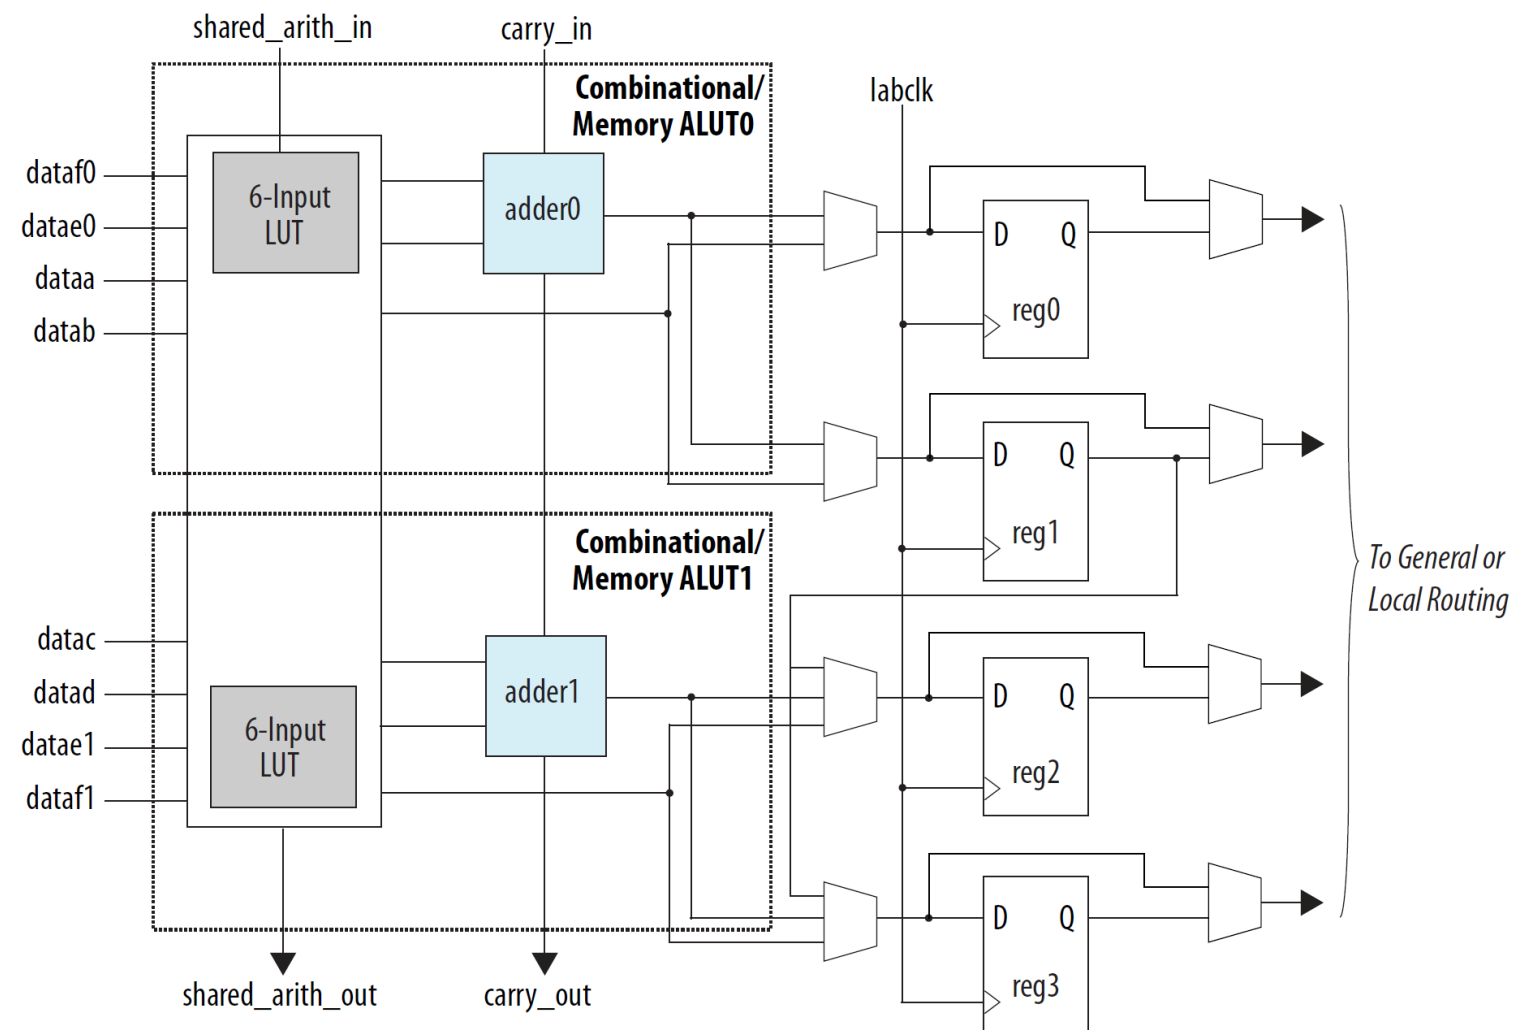 shared_arith_in
carry_in
Combinational/
Memory ALUT0
labclk
dataf0
datae0
dataa
datab
6-Input
LUT
adder0
D Q
reg0
D Q
reg1
Combinational/
Memory ALUT1
To General or
Local Routing
datac
datad
datae1
dataf1
6-Input
LUT
adder1
D Q
reg2
D Q
reg3
shared_arith_out
carry_out